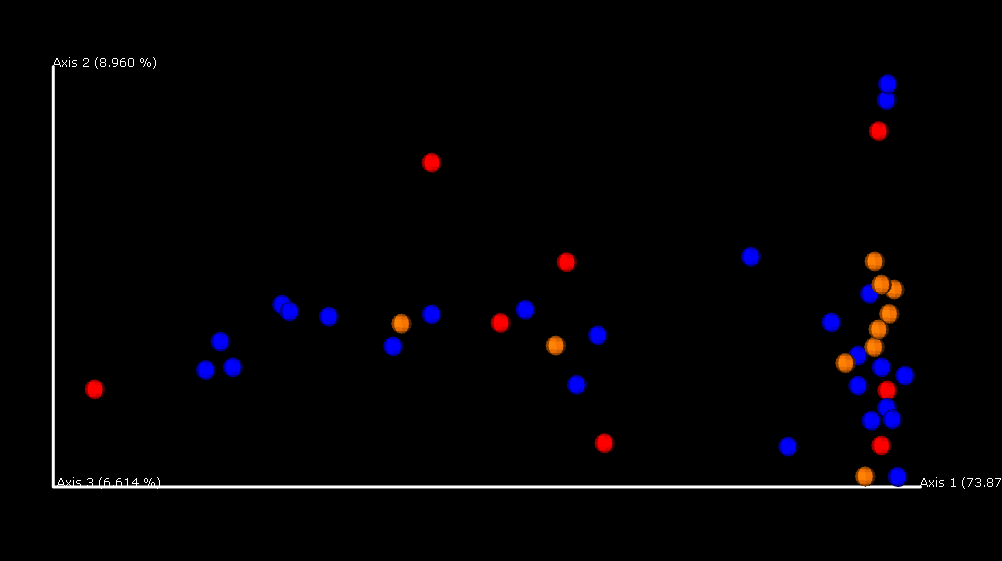 Axis 2 (8.960 %)
Axis 3 (6.614 %)
Axis 1 (73.87